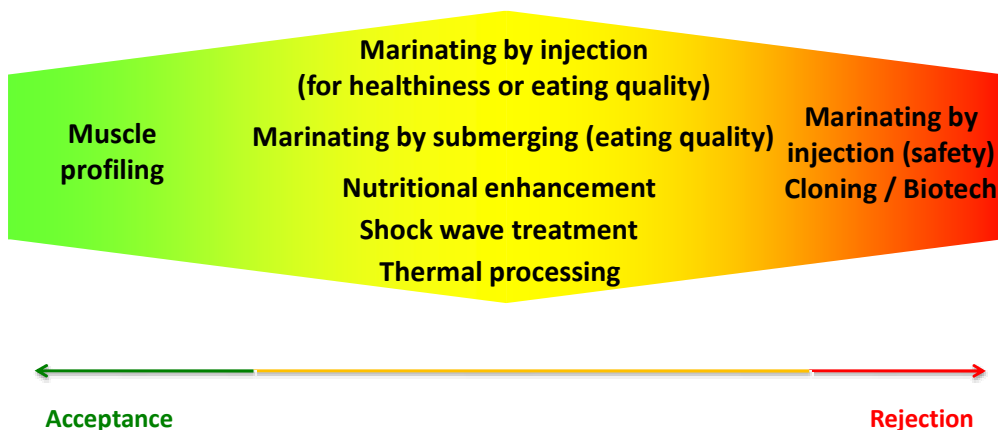 Muscle
profiling
Marinating by injection
(for healthiness or eating quality)
Marinating by submerging (eating quality)
Nutritional enhancement
Shock wave treatment
Thermal processing
Marinating by
injection (safety)
Cloning / Biotech
Acceptance
Rejection